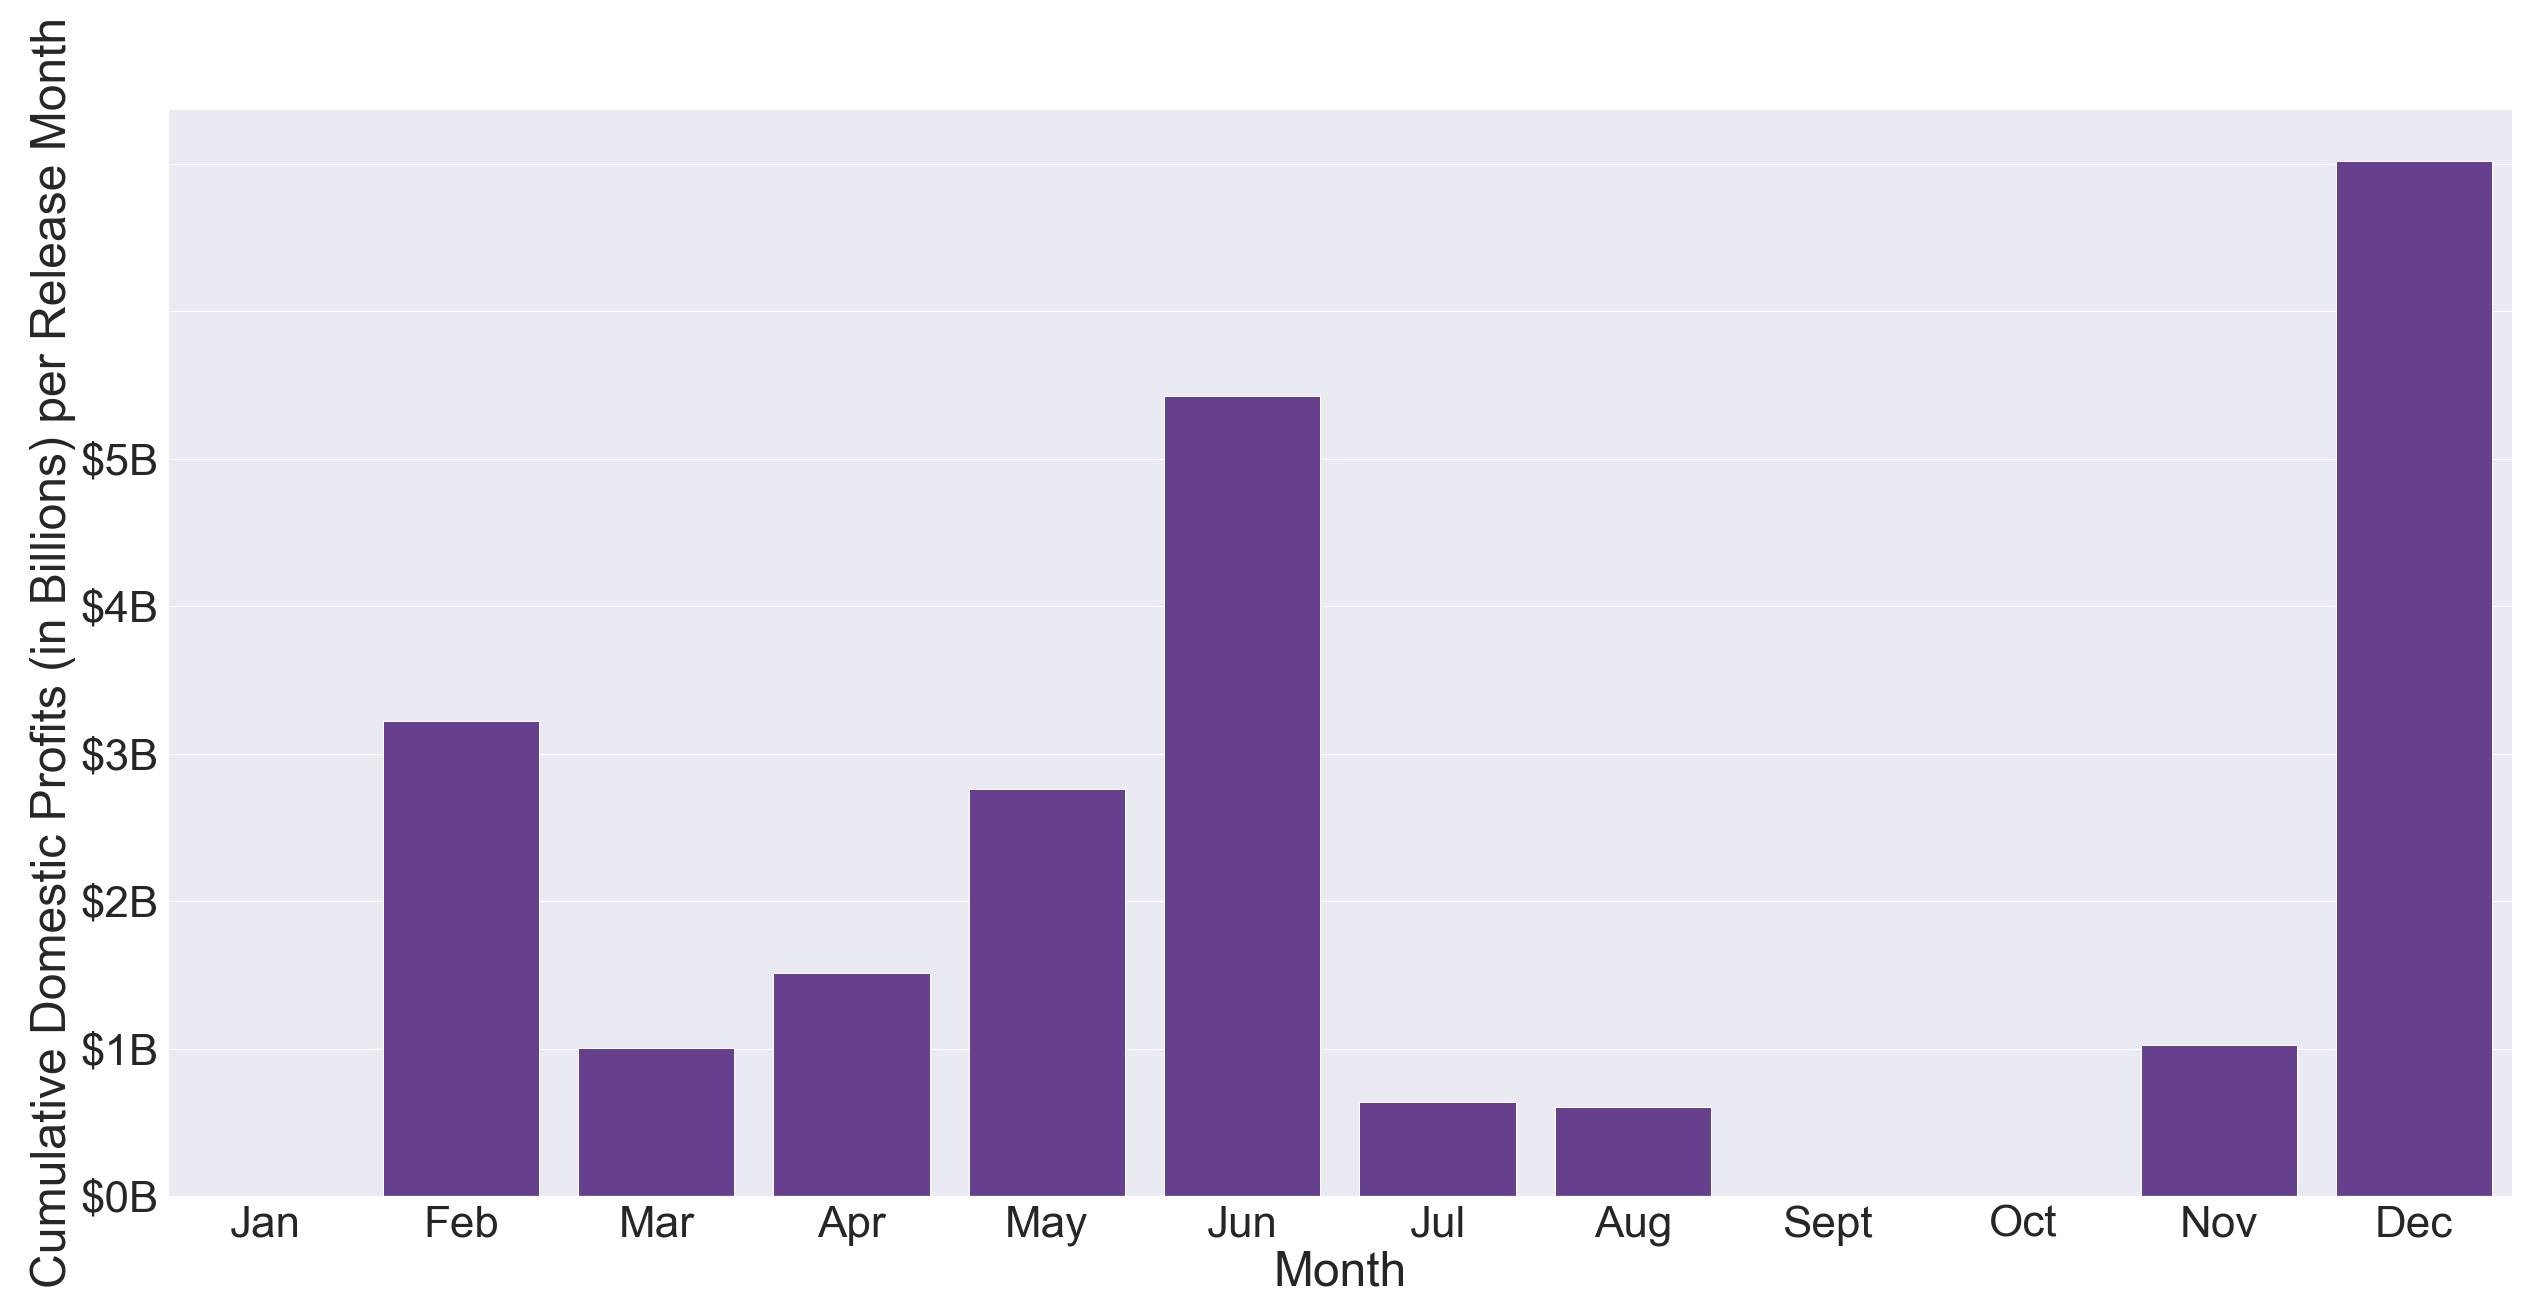 Cumulative Domestic Profits (in Billions) per Release Month
$5B
$4B
$3B
$2B
$1B
$0B
Jan Feb Mar Apr May Jun Jul Aug Sept Oct Nov Dec
Month